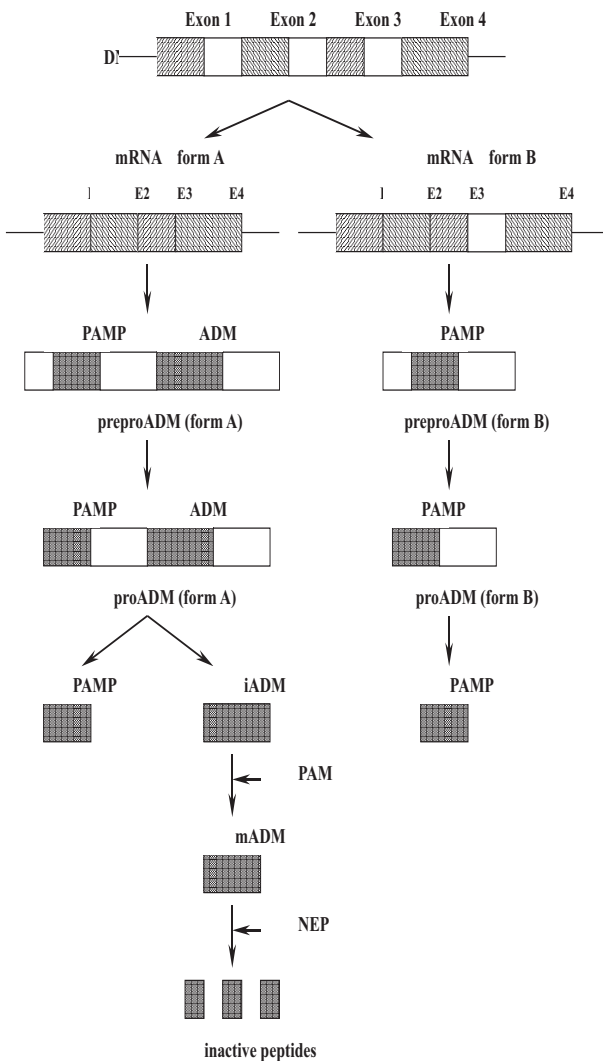 Exon 1 Exon 2 Exon 3 Exon 4
mRNA form A mRNA form B
E2 E3 E4 E2 E3 E4
PAMP ADM PAMP
preproADM (form A) preproADM (form B)
PAMP ADM PAMP
proADM (form A) proADM (form B)
PAMP iADM PAMP
PAM
mADM
NEP
inactive peptides